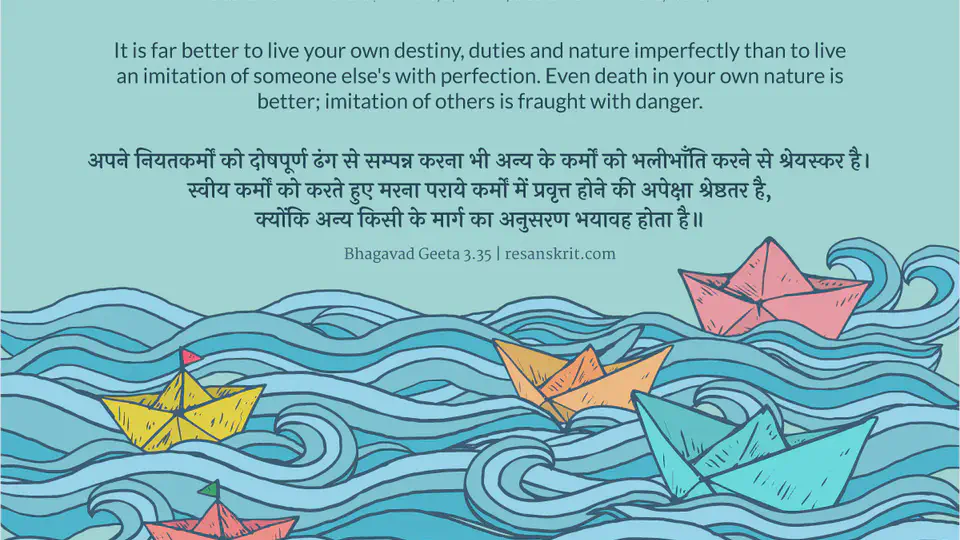 It is far better to live your own destiny, duties and nature imperfectly than to live
an imitation of someone else's with perfection. Even death in your own nature is
better; imitation of others is fraught with danger.
अपने नियतकर्मों को दोषपूर्ण ढंग से सम्पन्न करना भी अन्य के कर्मों को भलीभाँति करने से श्रेयस्कर है।
स्वीय कर्मों को करते हुए मरना पराये कर्मों में प्रवृत्त होने की अपेक्षा श्रेष्ठतर है,
क्योंकि अन्य किसी के मार्ग का अनुसरण भयावह होता है॥
Bhagavad Geeta 3.35 | resanskrit.com